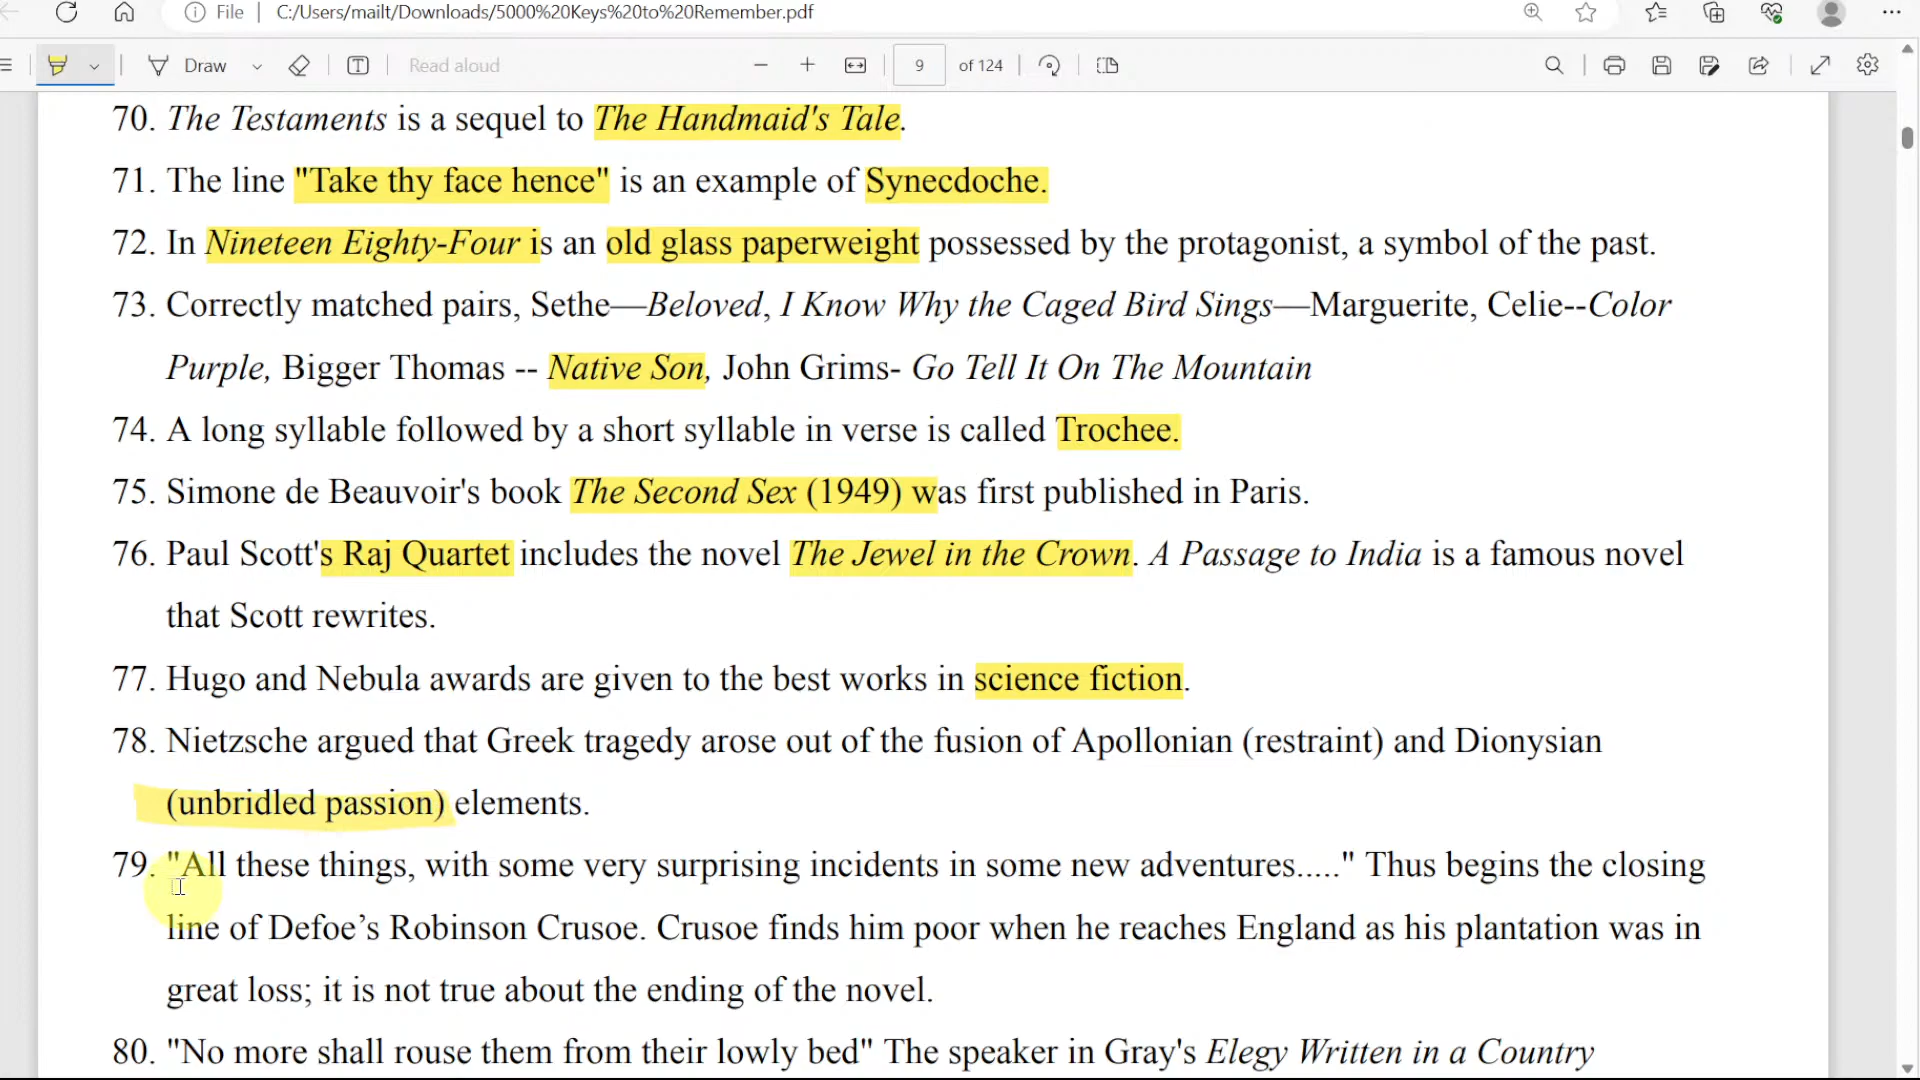 File C:/Users/mailt/Downloads/5000%20Keys%20to%20Remember.pdf
Draw Read aloud 9 of 124
70. The Testaments is a sequel to The Handmaid's Tale.
71. The line "Take thy face hence" is an example of Synecdoche.
72. In Nineteen Eighty-Four is an old glass paperweight possessed by the protagonist, a symbol of the past.
73. Correctly matched pairs, Sethe—Beloved, I Know Why the Caged Bird Sings—Marguerite, Celie--Color
Purple, Bigger Thomas -- Native Son, John Grims- Go Tell It On The Mountain
74. A long syllable followed by a short syllable in verse is called Trochee.
75. Simone de Beauvoir's book The Second Sex (1949) was first published in Paris.
76. Paul Scott's Raj Quartet includes the novel The Jewel in the Crown. A Passage to India is a famous novel
that Scott rewrites.
77. Hugo and Nebula awards are given to the best works in science fiction.
78. Nietzsche argued that Greek tragedy arose out of the fusion of Apollonian (restraint) and Dionysian
(unbridled passion) elements.
79. "All these things, with some very surprising incidents in some new adventures....." Thus begins the closing
line of Defoe’s Robinson Crusoe. Crusoe finds him poor when he reaches England as his plantation was in
great loss; it is not true about the ending of the novel.
80. "No more shall rouse them from their lowly bed" The speaker in Gray's Elegy Written in a Country